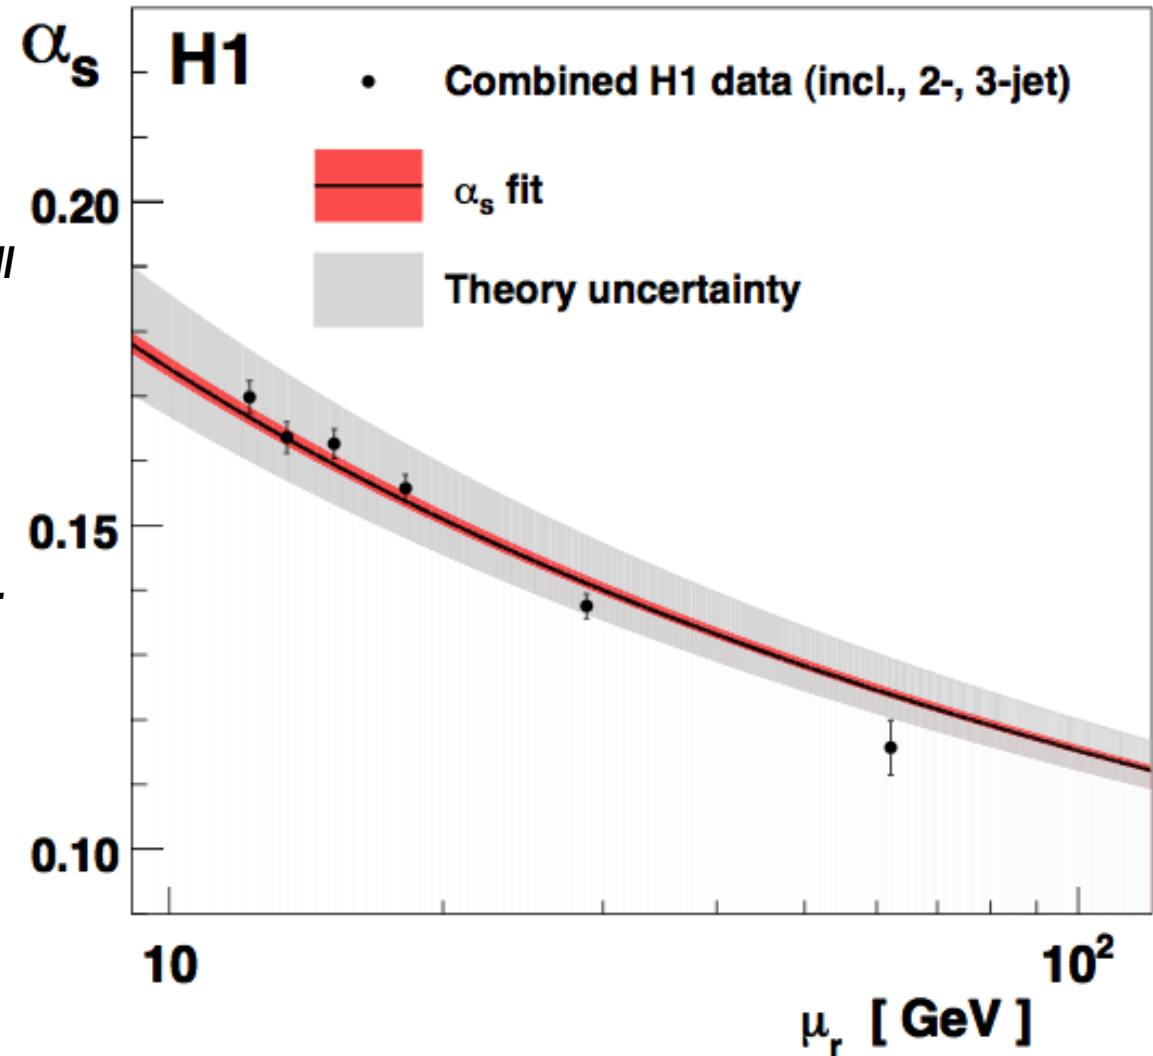 αs H1
Combined H1 data (incl., 2-, 3-jet)
αs fit
Theory uncertainty
0.20
0.15
0.10
10
10²
μr [ GeV ]